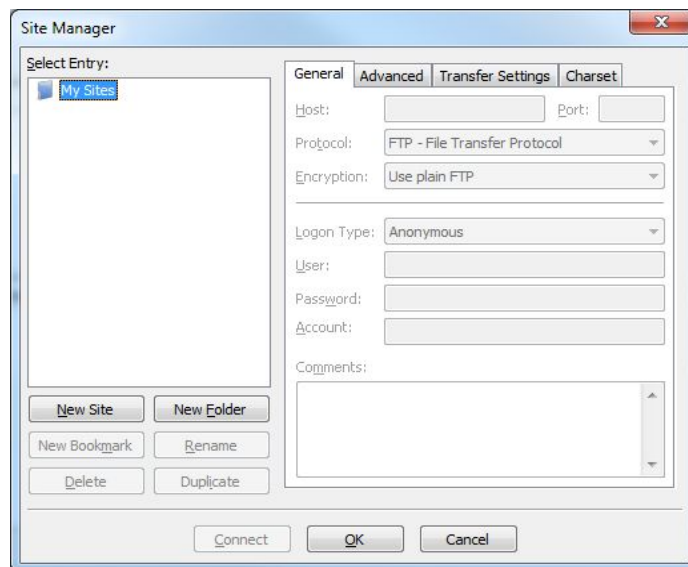 Site Manager
Select Entry:
My Sites
General Advanced Transfer Settings Charset
Host: Port:
Protocol: FTP - File Transfer Protocol
Encryption: Use plain FTP
Logon Type: Anonymous
User:
Password:
Account:
Comments:
New Site New Folder
New Bookmark Rename
Delete Duplicate
Connect OK Cancel